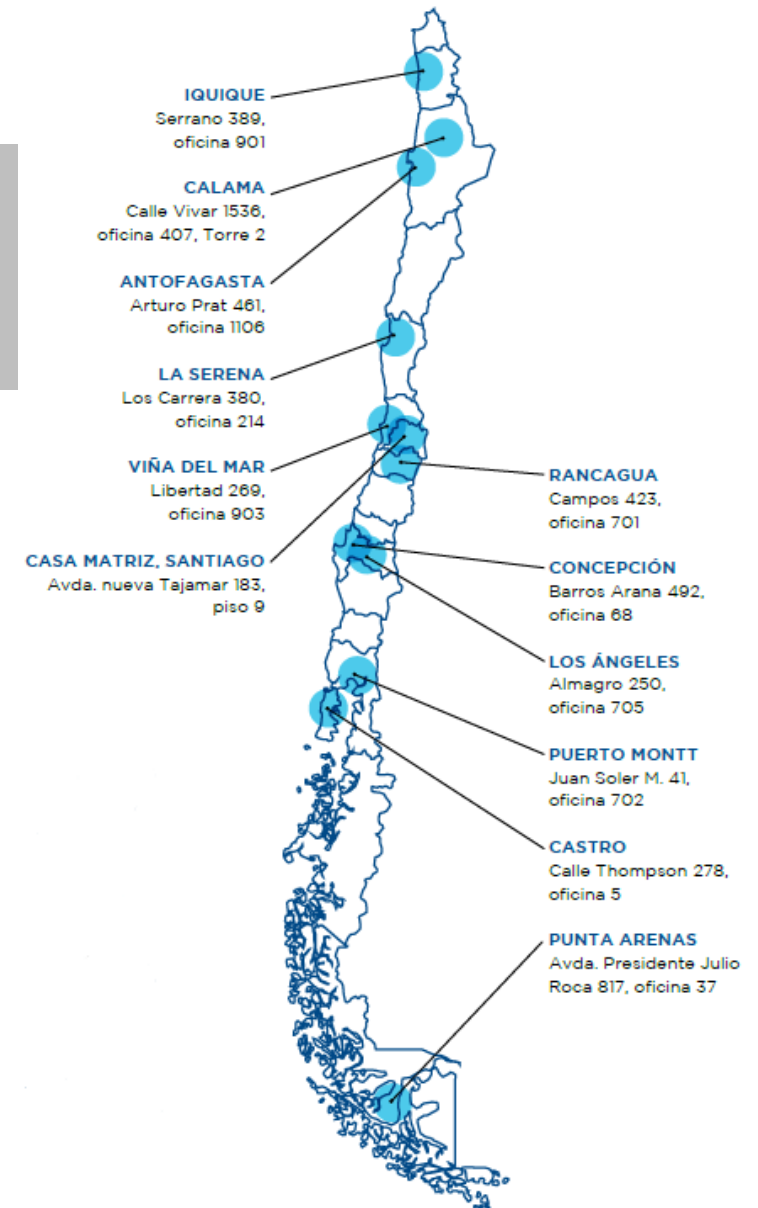 IQUIQUE
Serrano 389,
oficina 901
CALAMA
Calle Vivar 1536,
oficina 407, Torre 2
ANTOFAGASTA
Arturo Prat 461,
oficina 1106
LA SERENA
Los Carrera 380,
oficina 214
VIÑA DEL MAR
Libertad 269,
oficina 903
CASA MATRIZ, SANTIAGO
Avda. nueva Tajamar 183,
piso 9
RANCAGUA
Campos 423,
oficina 701
CONCEPCIÓN
Barros Arana 492,
oficina 68
LOS ÁNGELES
Almagro 250,
oficina 705
PUERTO MONTT
Juan Soler M. 41,
oficina 702
CASTRO
Calle Thompson 278,
oficina 5
PUNTA ARENAS
Avda. Presidente Julio
Roca 817, oficina 37